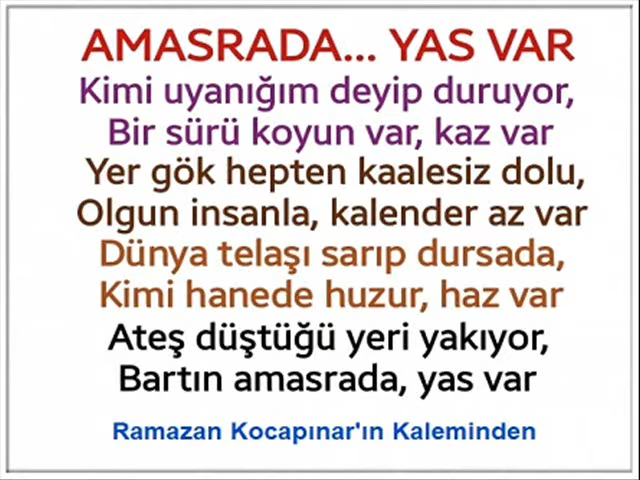 AMASRADA... YAS VAR
Kimi uyanığım deyip duruyor,
Bir sürü koyun var, kaz var
Yer gök hepten kaalesiz dolu,
Olgun insanla, kalender az var
Dünya telaşı sarıp dursada,
Kimi hanede huzur, haz var
Ateş düştüğü yeri yakıyor,
Bartın amasrada, yas var
Ramazan Kocapınar'ın Kaleminden